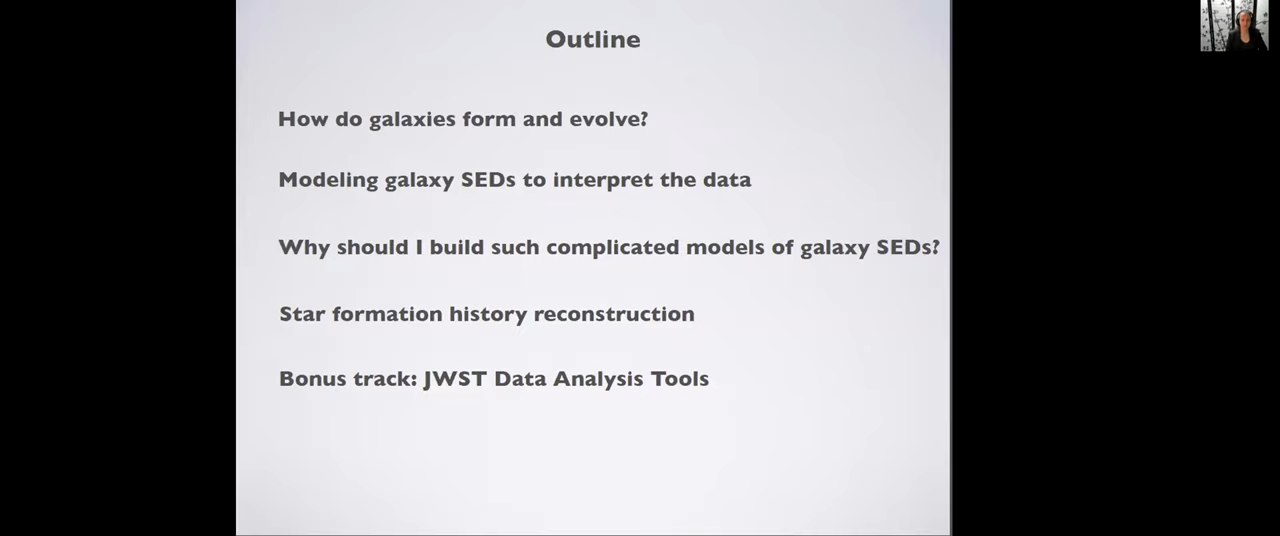 Outline
How do galaxies form and evolve?
Modeling galaxy SEDs to interpret the data
Why should I build such complicated models of galaxy SEDs?
Star formation history reconstruction
Bonus track: JWST Data Analysis Tools